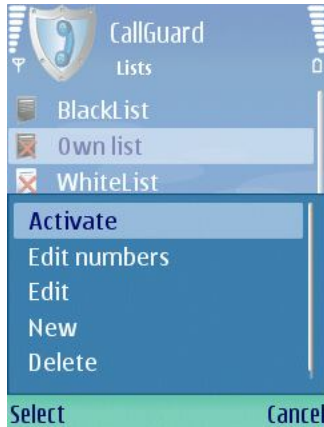 CallGuard
Lists
BlackList
Own list
WhiteList
Activate
Edit numbers
Edit
New
Delete
Select Cancel